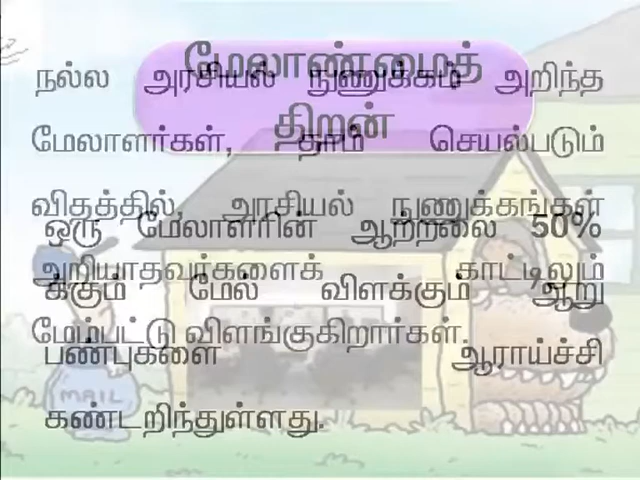 மேலாண்மைத்
திறன்
நல்ல அரசியல் நுணுக்கம் அறிந்த
மேலாளர்கள், தாம் செயல்படும்
விதத்தில், அரசியல் நுணுக்கங்கள்
அறியாதவர்களைக் காட்டிலும்
மேம்பட்டு விளங்குகிறார்கள்.
ஒரு மேலாளரின் ஆற்றலை 50%
க்கும் மேல் விளக்கும் ஆறு
பண்புகளை ஆராய்ச்சி
கண்டறிந்துள்ளது.
MAIL